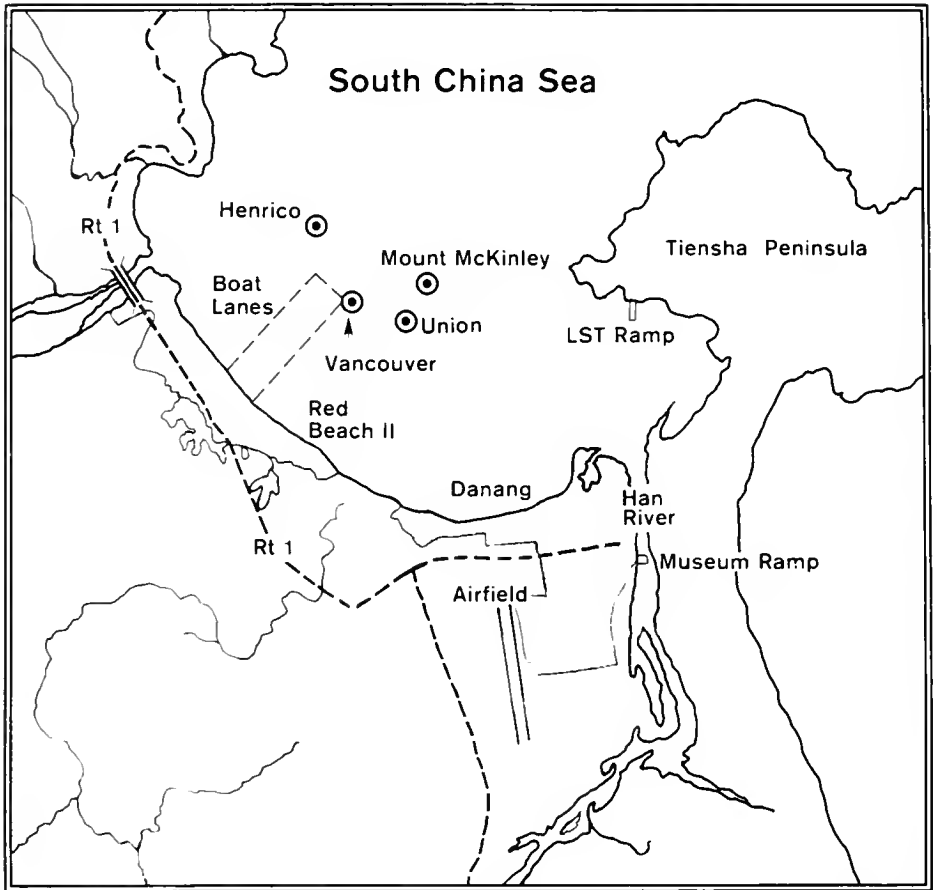 South China Sea
Henrico
Rt 1
Tiensha Peninsula
Mount McKinley
Boat
Lanes
Union
LST Ramp
Vancouver
Red
Beach II
Danang
Han
River
Rt 1
Museum Ramp
Airfield